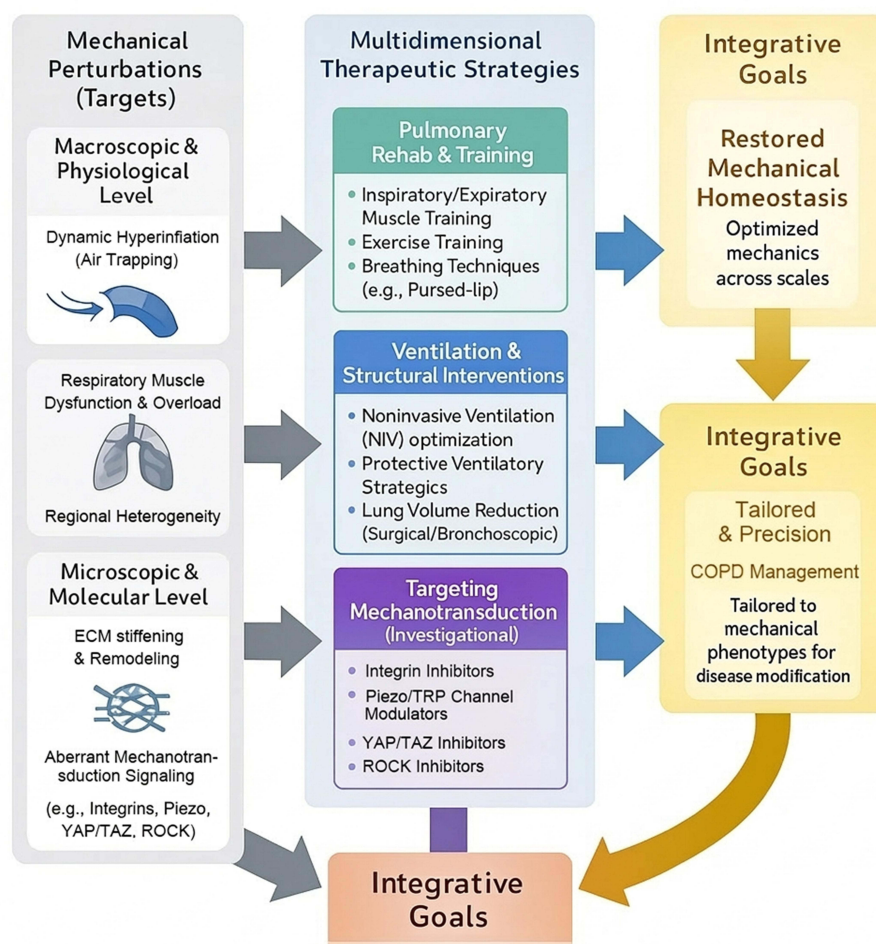 Mechanical
Perturbations
(Targets)
Macroscopic &
Physiological
Level
Dynamic Hyperinfiation
(Air Trapping)
Respiratory Muscle
Dysfunction & Overload
Regional Heterogeneity
Microscopic &
Molecular Level
ECM stiffening
& Remodeling
Aberrant Mechanotran-
sduction Signaling
(e.g., Integrins, Piezo,
YAP/TAZ, ROCK)
Multidimensional
Therapeutic Strategies
Pulmonary
Rehab & Training
• Inspiratory/Expiratory
Muscle Training
• Exercise Training
• Breathing Techniques
(e.g., Pursed-lip)
Ventilation &
Structural Interventions
• Noninvasive Ventilation
(NIV) optimization
• Protective Ventilatory
Strategics
• Lung Volume Reduction
(Surgical/Bronchoscopic)
Targeting
Mechanotransduction
(Investigational)
• Integrin Inhibitors
• Piezo/TRP Channel
Modulators
• YAP/TAZ Inhibitors
• ROCK Inhibitors
Integrative
Goals
Restored
Mechanical
Homeostasis
Optimized
mechanics
across scales
Integrative
Goals
Tailored
& Precision
COPD Management
Tailored to
mechanical
phenotypes for
disease modification
Integrative
Goals